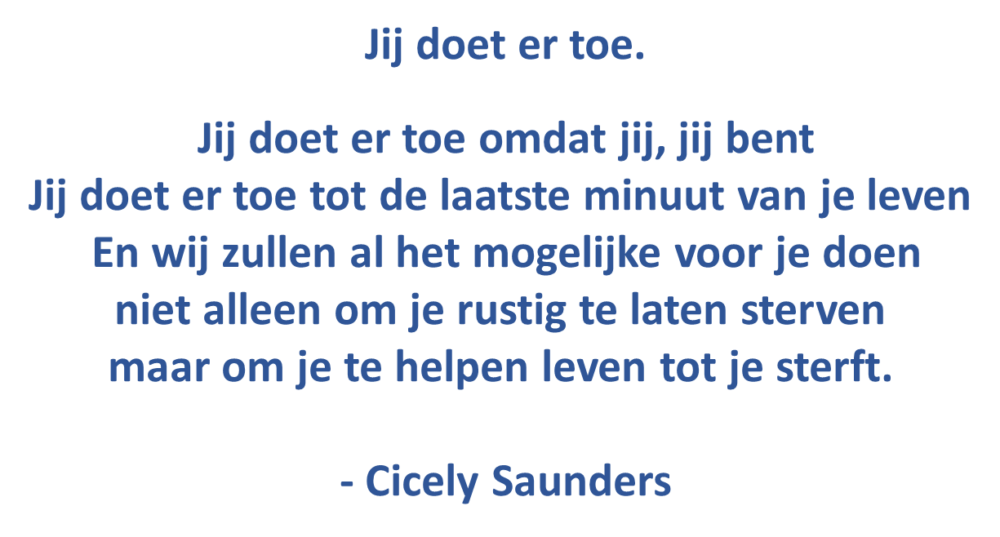 Jij doet er toe.
Jij doet er toe omdat jij, jij bent
Jij doet er toe tot de laatste minuut van je leven
En wij zullen al het mogelijke voor je doen
niet alleen om je rustig te laten sterven
maar om je te helpen leven tot je sterft.
- Cicely Saunders